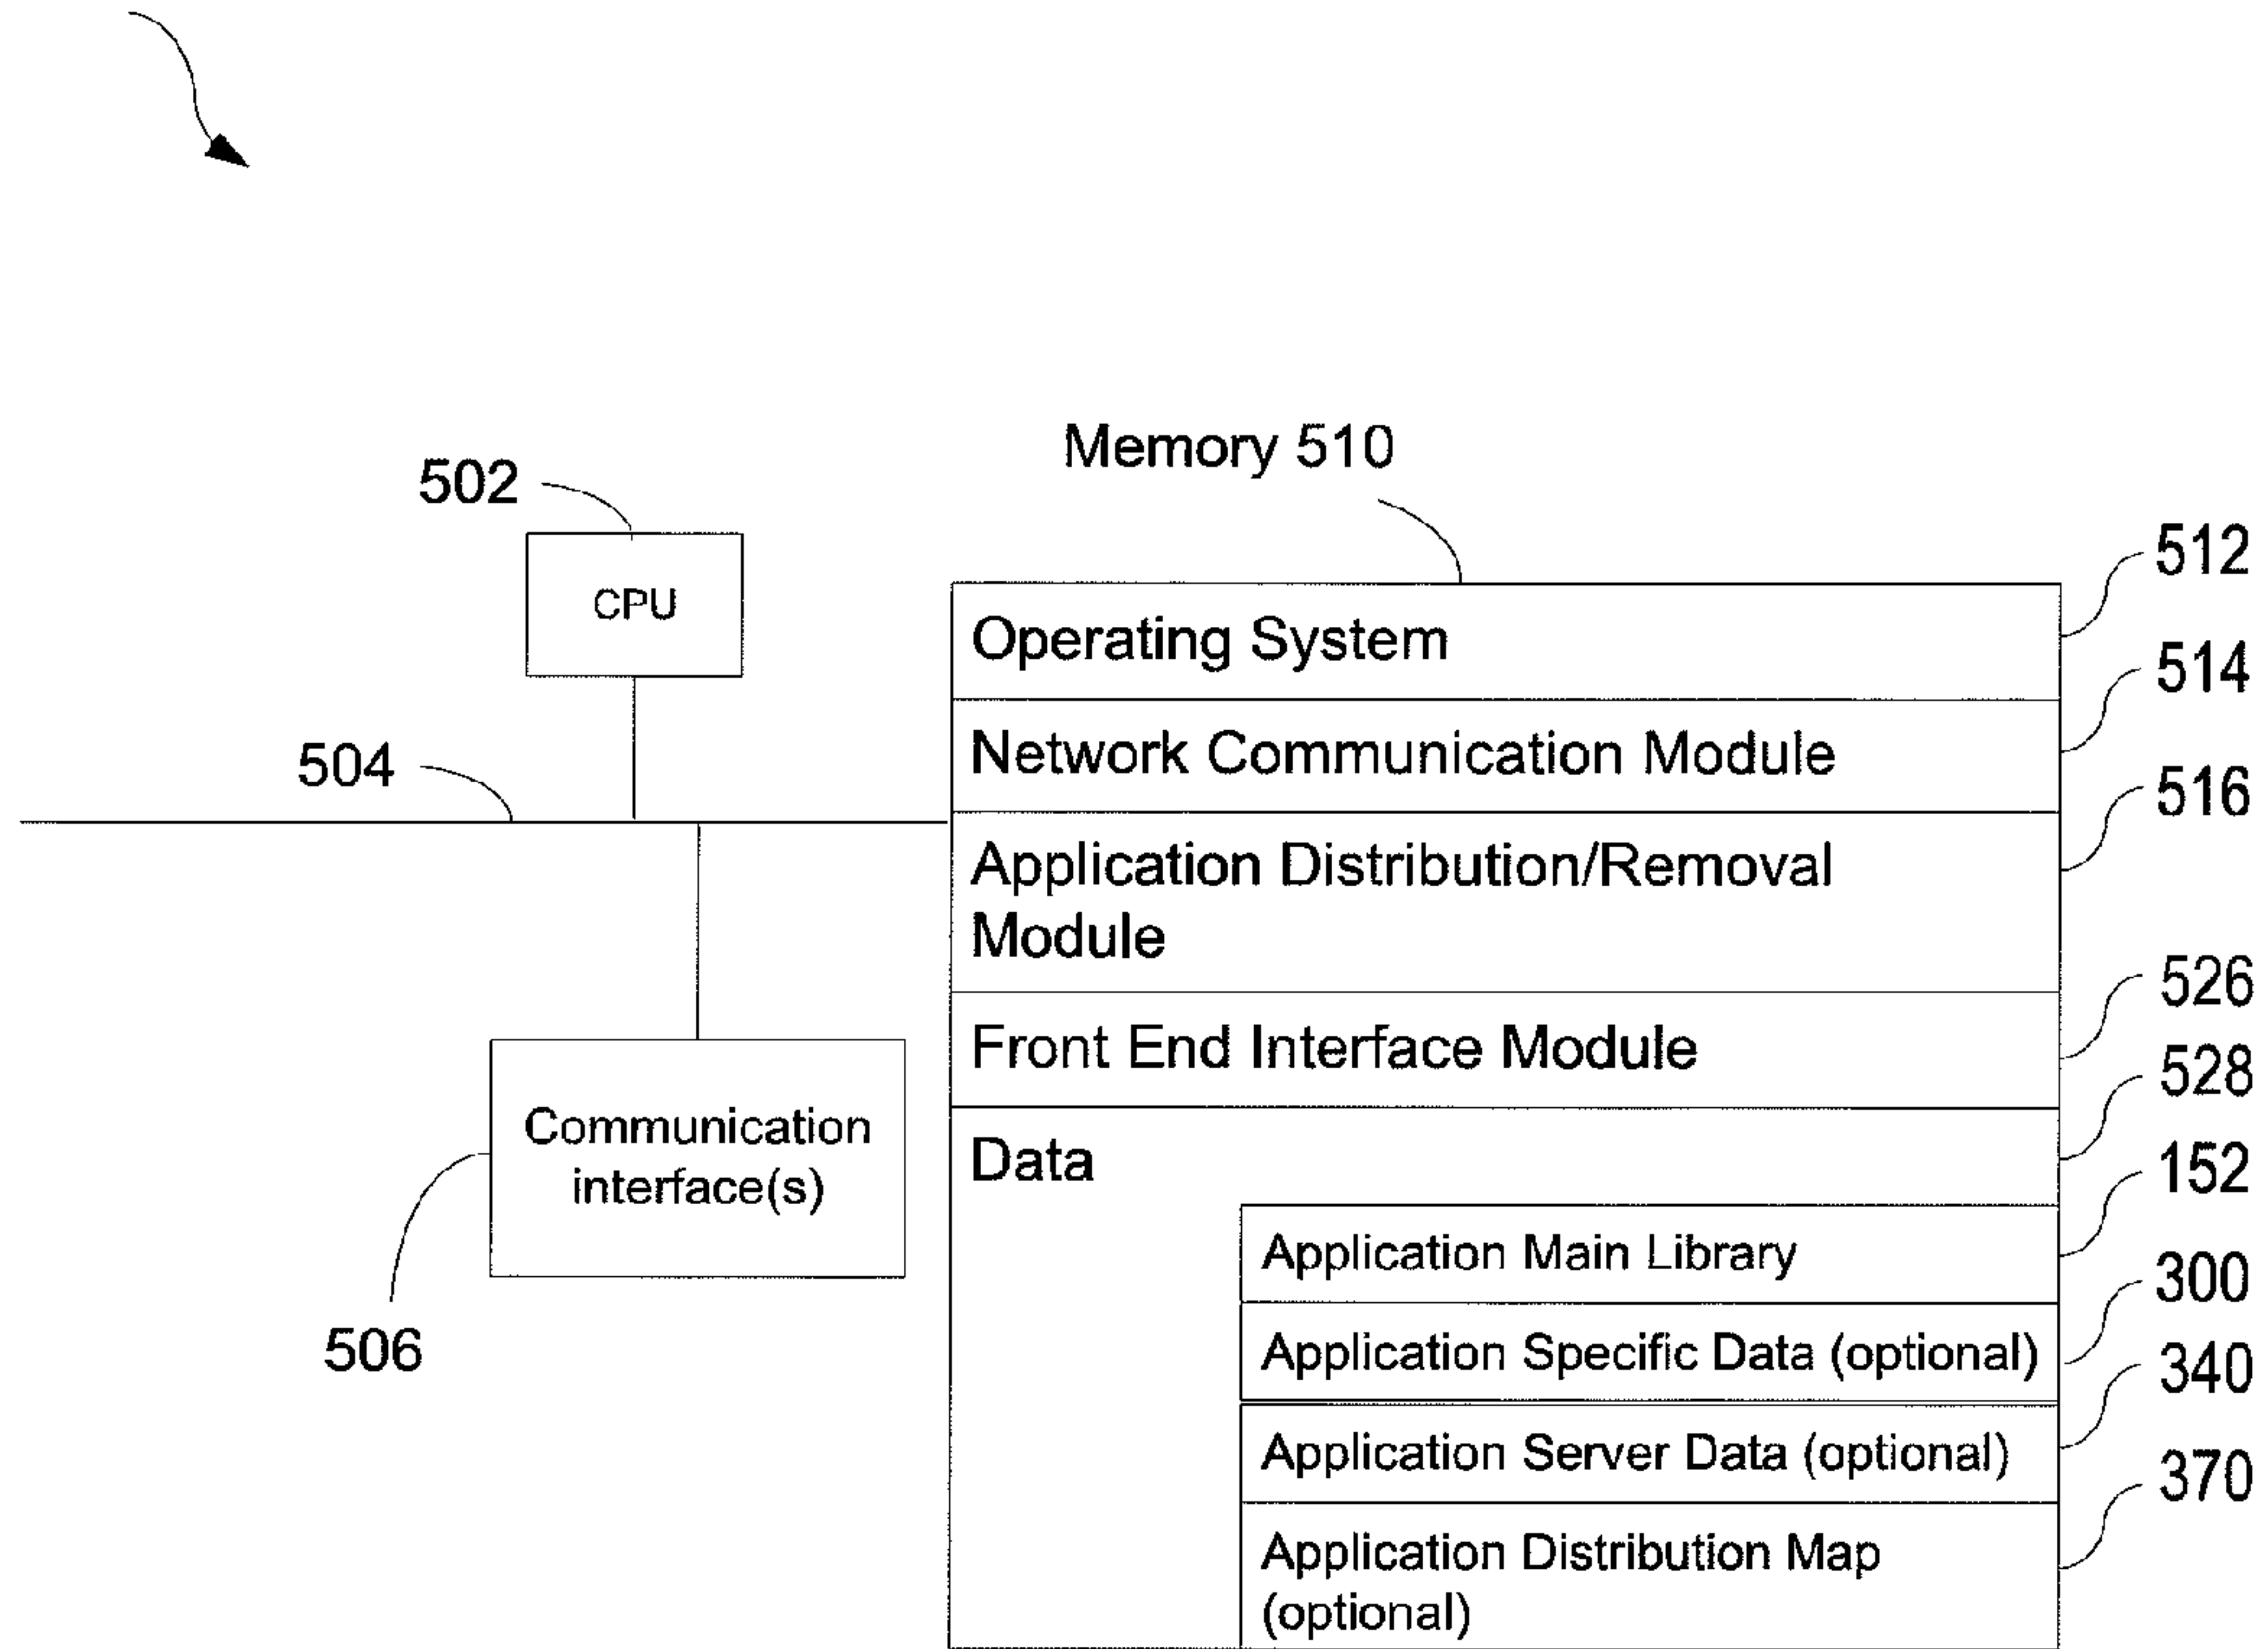 Memory 510
502
CPU
504
Communication
interface(s)
506
Operating System
512
Network Communication Module
514
Application Distribution/Removal
Module
516
Front End Interface Module
526
Data
528
Application Main Library
152
Application Specific Data (optional)
300
Application Server Data (optional)
340
Application Distribution Map
(optional)
370